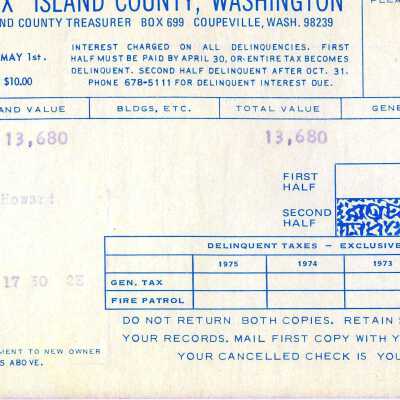 X ISLAND COUNTY, WASHINGTON
ND COUNTY TREASURER BOX 699 COUPEVILLE, WASH. 98239
MAY 1st.
$10.00
INTEREST CHARGED ON ALL DELINQUENCIES. FIRST
HALF MUST BE PAID BY APRIL 30, OR ENTIRE TAX BECOMES
DELINQUENT. SECOND HALF DELINQUENT AFTER OCT. 31.
PHONE 678-5111 FOR DELINQUENT INTEREST DUE.
AND VALUE BLDGS, ETC. TOTAL VALUE GENE
13,680 13,680
FIRST
HALF
Howard
SECOND
HALF
DELINQUENT TAXES – EXCLUSIVE
1975 1974 1973
17 30 2E
GEN. TAX
FIRE PATROL
DO NOT RETURN BOTH COPIES. RETAIN
YOUR RECORDS. MAIL FIRST COPY WITH Y
YOUR CANCELLED CHECK IS YOU
MENT TO NEW OWNER
S ABOVE.